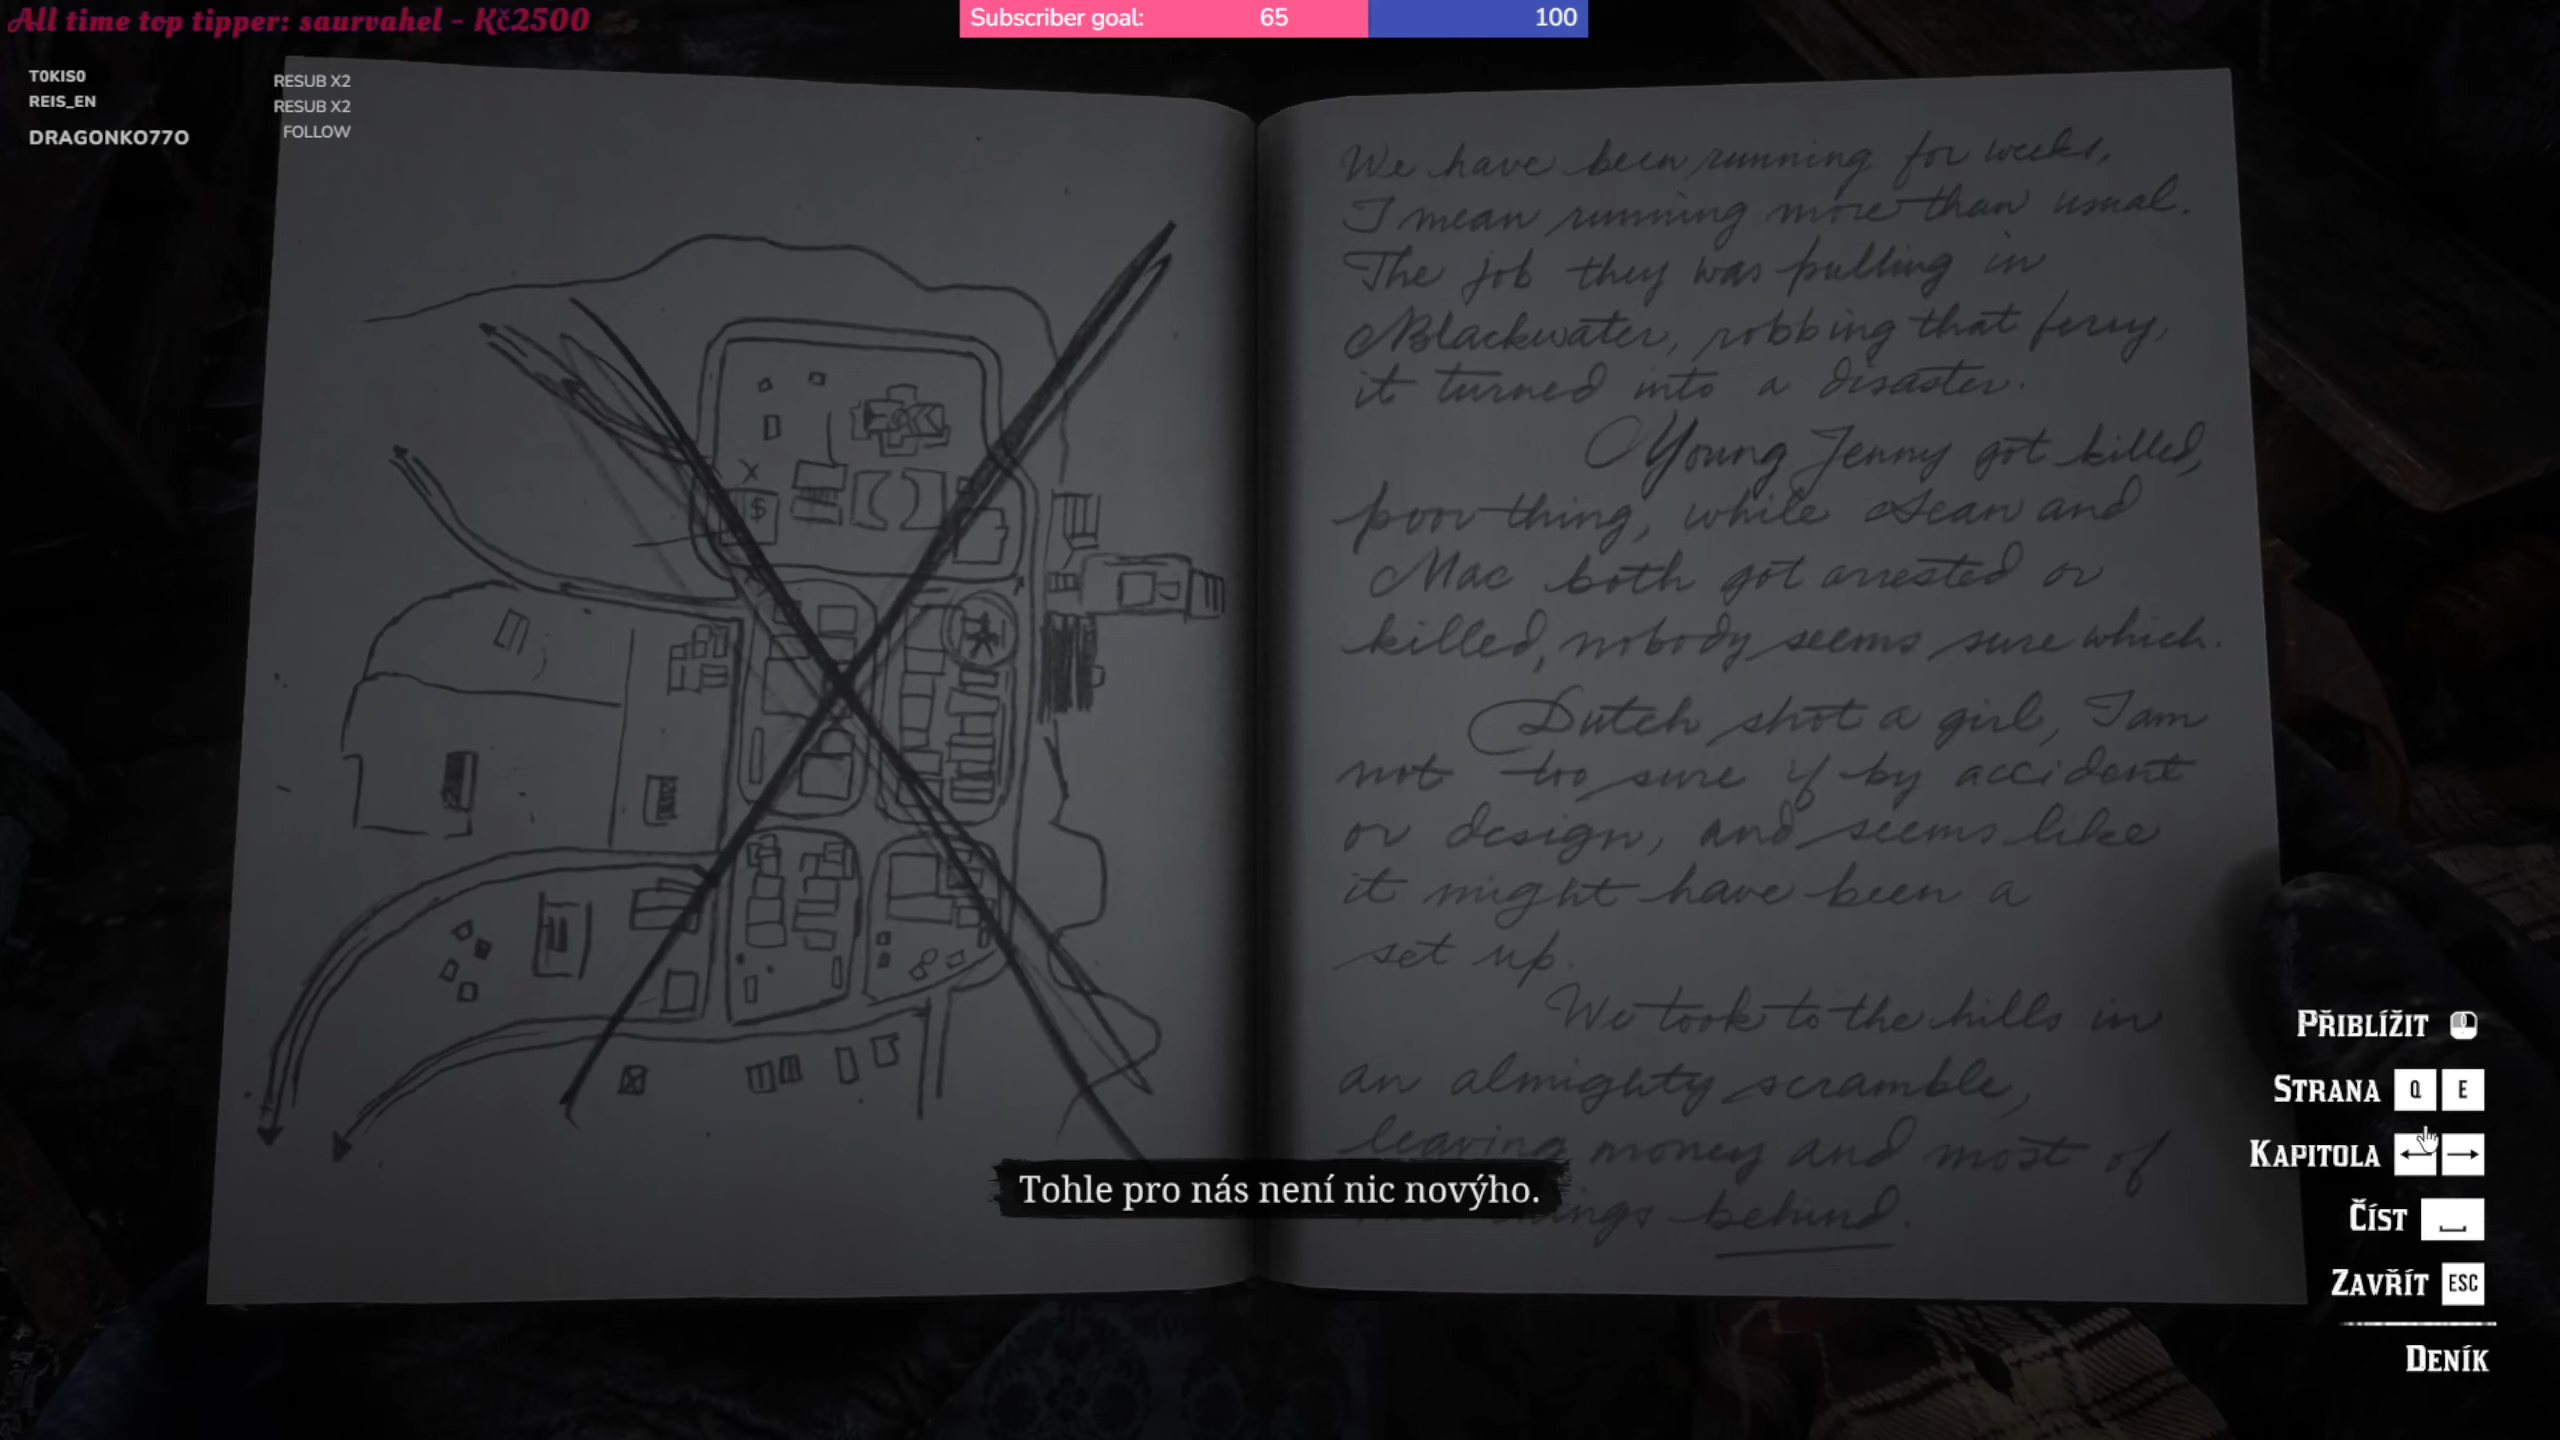 All time top tipper: saurvahel - Kč2500
Subscriber goal: 65 100
T0KIS0 RESUB X2
REIS_EN RESUB X2
DRAGONKO77O FOLLOW
We have been running for weeks,
I mean running more than usual.
The job they was pulling in
Blackwater, robbing that ferry,
it turned into a disaster.
Young Jenny got killed,
poor thing, while Sean and
Mac both got arrested or
killed, nobody seems sure which.
Dutch shot a girl, I am
not too sure if by accident
or design, and seems like
it might have been a
set up.
We took to the hills in
an almighty scramble,
leaving money and most of
behind.
$
X
Tohle pro nás není nic novýho.
PŘIBLÍŽIT
STRANA Q E
KAPITOLA ← →
ČÍST
ZAVŘÍT ESC
DENÍK